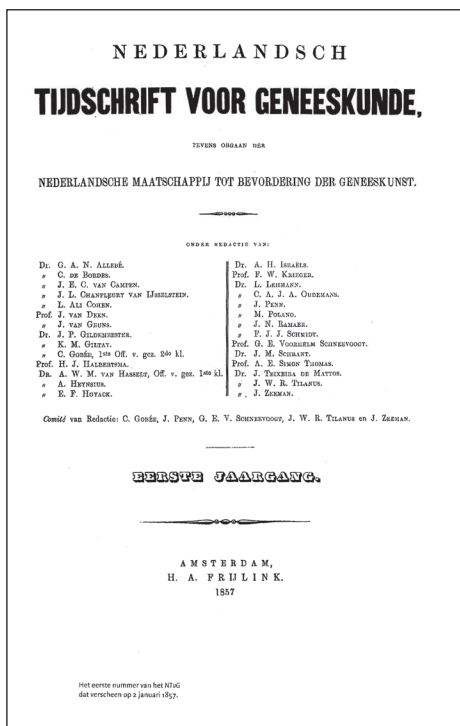 NEDERLANDSCH
TIJDSCHRIFT VOOR GENEESKUNDE,
TEVENS ORGAAN DER
NEDERLANDSCHE MAATSCHAPPIJ TOT BEVORDERING DER GENEESKUNST.
ONDER REDACTIE VAN:
Dr. G. A. N. ALLEBÉ.
" C. DE BORDES.
" J. E. C. VAN CAMPEN.
" J. L. CHANFLEURY VAN IJSSELSTEIN.
" L. ALI COHEN.
Prof. J. VAN DEEN.
" J. VAN GEUNS.
Dr. J. P. GILDEMEESTER.
" K. M. GILTAY.
" C. GOBÉE, 1ste Off. v. gez. 2de kl.
Prof. H. J. HALBERTSMA.
DR. A. W. M. VAN HASSELT, Off. v. gez. 1ste kl.
" A. HEYNSIUS.
" E. F. HOYACK.
Dr. A. H. ISRAËLS.
Prof. F. W. KRIEGER.
Dr. L. LEHMANN.
" C. A. J. A. OUDEMANS.
" J. PENN.
" M. POLANO.
" J. N. RAMAER.
" P. J. J. SCHMIDT.
Prof. G. E. VOORHELM SCHNEEVOOGT.
Dr. J. M. SCHRANT.
Prof. A. E. SIMON THOMAS.
Dr. J. TEIXEIRA DE MATTOS.
" J. W. R. TILANUS.
" J. ZEEMAN.
Comité van Redactie: C. GOBÉE, J. PENN, G. E. V. SCHNEEVOOGT, J. W. R. TILANUS en J. ZEEMAN.
EERSTE JAARGANG.
AMSTERDAM,
H. A. FRIJLINK.
1857
Het eerste nummer van het NTvG
dat verscheen op 2 januari 1857.